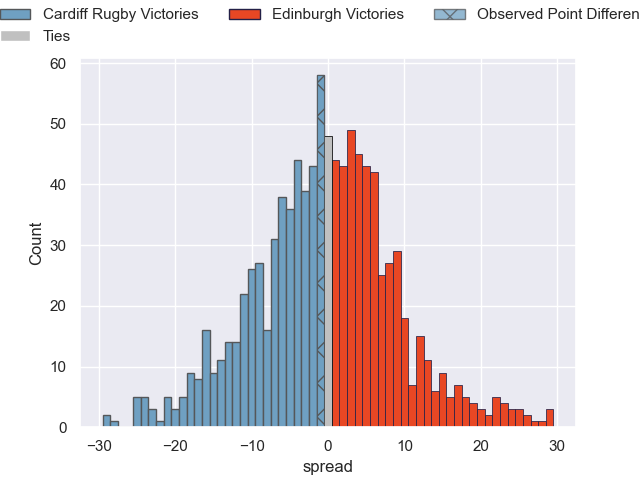 Cardiff Rugby Victories Edinburgh Victories Observed Point Differen
Ties
60
50
40
30
20
10
0
Count
−30 −20 −10 0 10 20 30
spread